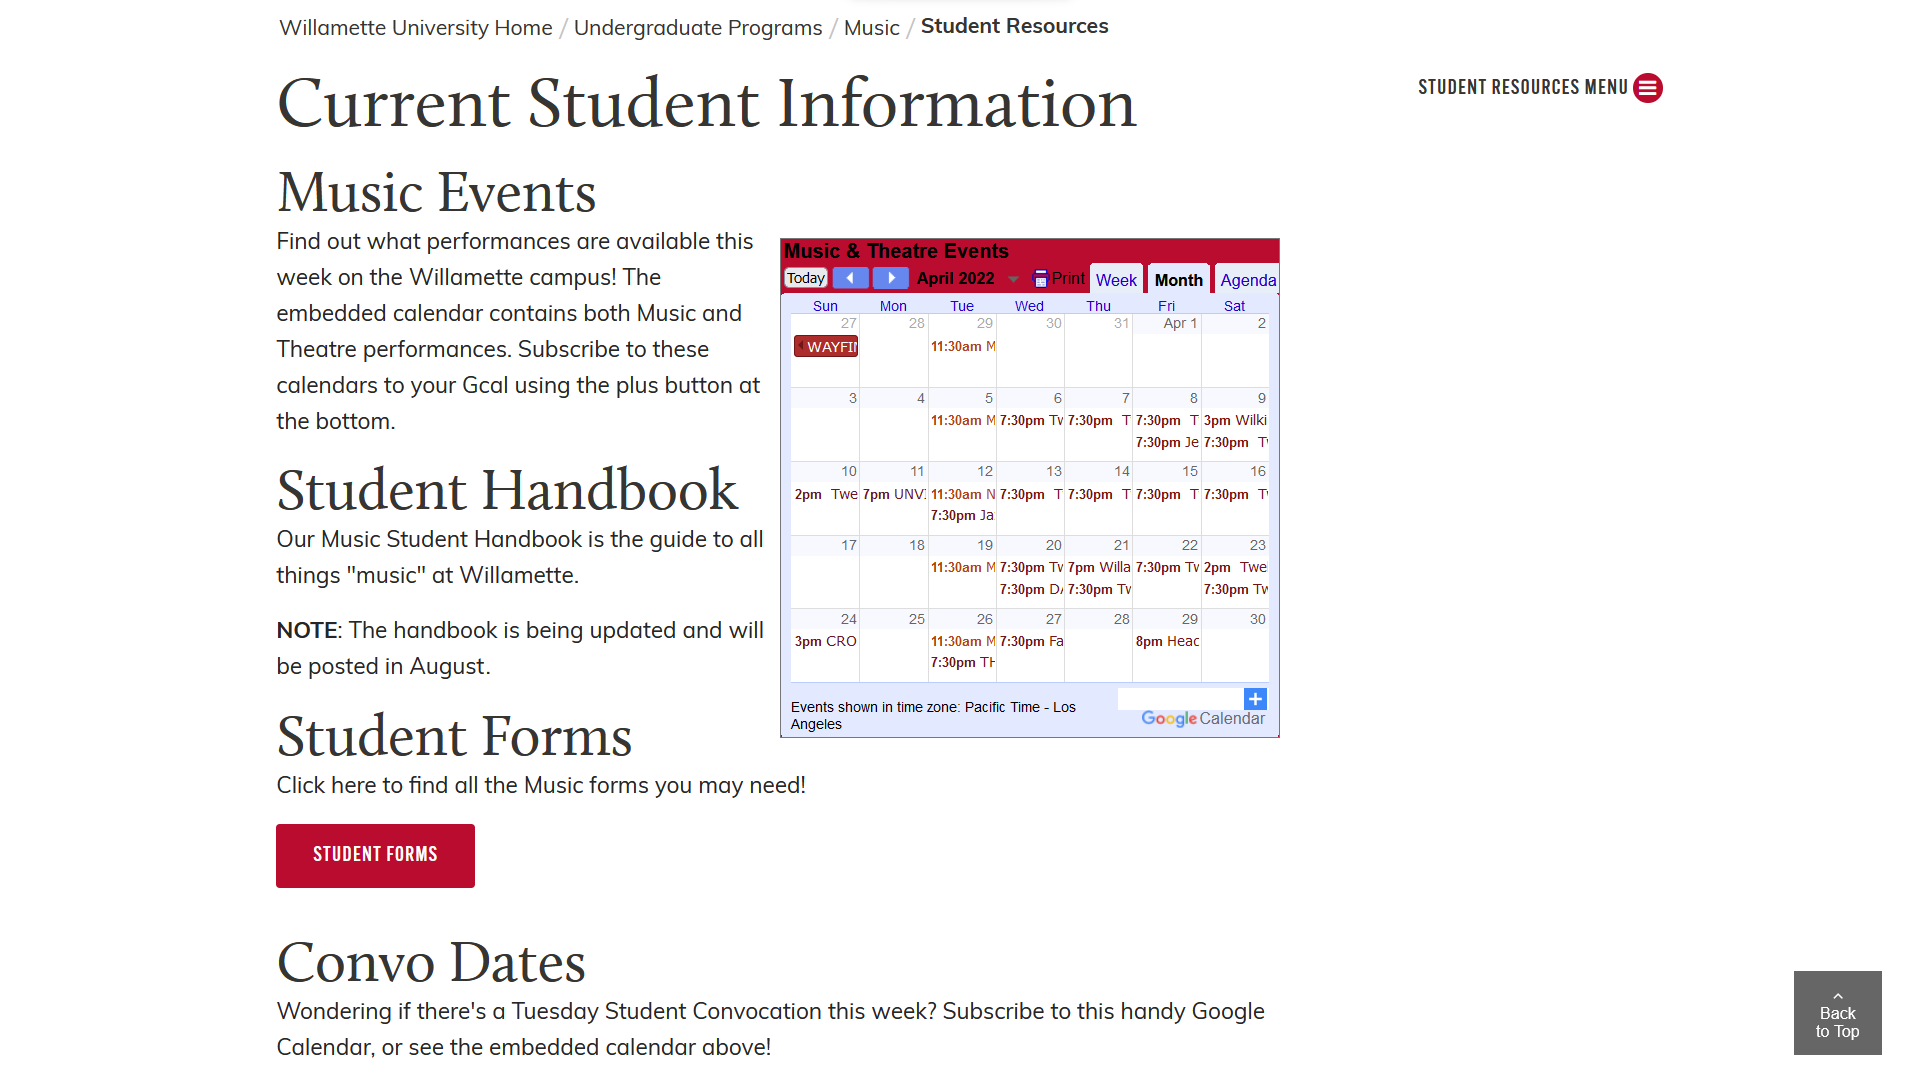 Willamette University Home / Undergraduate Programs / Music / Student Resources
Current Student Information
STUDENT RESOURCES MENU
Music Events
Find out what performances are available this
week on the Willamette campus! The
embedded calendar contains both Music and
Theatre performances. Subscribe to these
calendars to your Gcal using the plus button at
the bottom.
Student Handbook
Our Music Student Handbook is the guide to all
things "music" at Willamette.
NOTE: The handbook is being updated and will
be posted in August.
Student Forms
Click here to find all the Music forms you may need!
STUDENT FORMS
Music & Theatre Events
Today April 2022 Print Week Month Agenda
Sun Mon Tue Wed Thu Fri Sat
27 28 29 30 31 Apr 1 2
WAYFI 11:30am M
3 4 5 6 7 8 9
11:30am M 7:30pm Tw 7:30pm T 7:30pm T 3pm Wilki
7:30pm Je 7:30pm Tw
10 11 12 13 14 15 16
2pm Twe 7pm UNVI 11:30am N 7:30pm T 7:30pm T 7:30pm T 7:30pm Tw
7:30pm Ja
17 18 19 20 21 22 23
11:30am M 7:30pm Tw 7pm Willa 7:30pm Tw 2pm Twe
7:30pm DA 7:30pm Tw 7:30pm Tw
24 25 26 27 28 29 30
3pm CRO 11:30am M 7:30pm Fa 8pm Heac
7:30pm TH
Events shown in time zone: Pacific Time - Los
Angeles
Google Calendar
Convo Dates
Wondering if there's a Tuesday Student Convocation this week? Subscribe to this handy Google
Calendar, or see the embedded calendar above!
Back
to Top